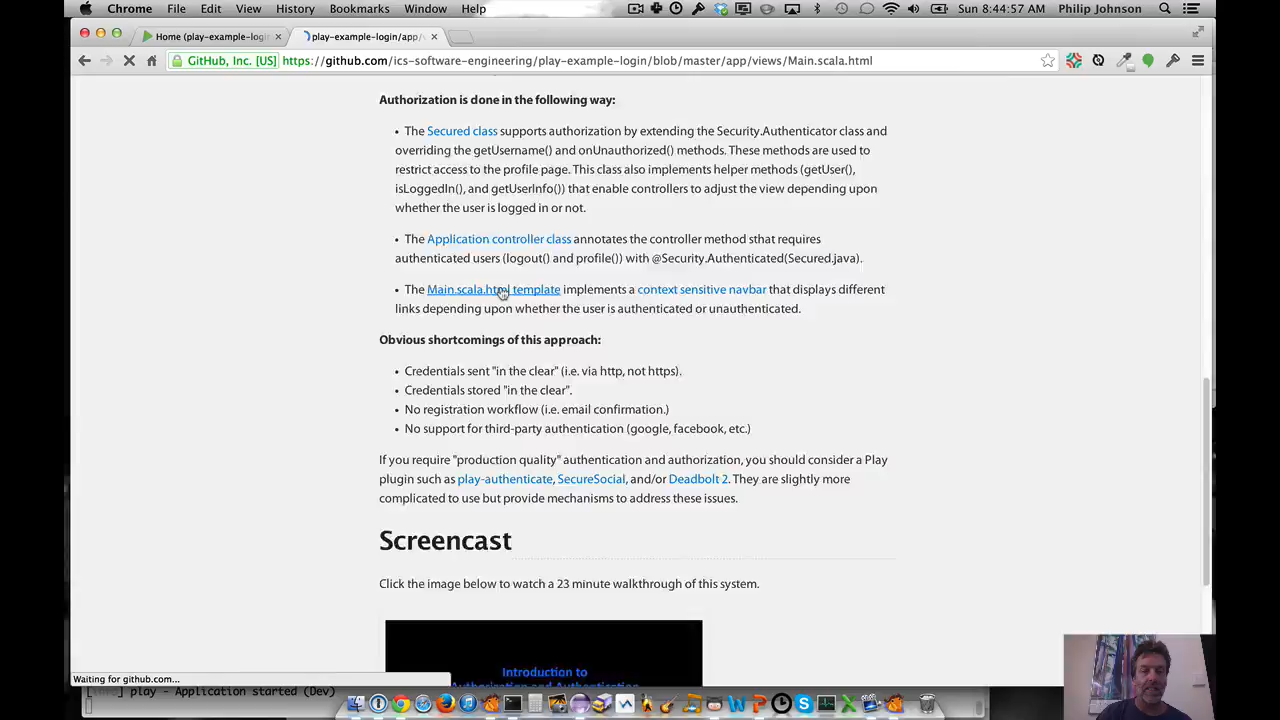 Chrome File Edit View History Bookmarks Window Help Sun 8:44:57 AM Philip Johnson
Home (play-example-login
play-example-login/app/
GitHub, Inc. [US] https://github.com/ics-software-engineering/play-example-login/blob/master/app/views/Main.scala.html
Authorization is done in the following way:
• The Secured class supports authorization by extending the Security.Authenticator class and
overriding the getUsername() and onUnauthorized() methods. These methods are used to
restrict access to the profile page. This class also implements helper methods (getUser(),
isLoggedIn(), and getUserInfo()) that enable controllers to adjust the view depending upon
whether the user is logged in or not.
• The Application controller class annotates the controller method sthat requires
authenticated users (logout() and profile()) with @Security.Authenticated(Secured.java).
• The Main.scala.html template implements a context sensitive navbar that displays different
links depending upon whether the user is authenticated or unauthenticated.
Obvious shortcomings of this approach:
• Credentials sent "in the clear" (i.e. via http, not https).
• Credentials stored "in the clear".
• No registration workflow (i.e. email confirmation.)
• No support for third-party authentication (google, facebook, etc.)
If you require "production quality" authentication and authorization, you should consider a Play
plugin such as play-authenticate, SecureSocial, and/or Deadbolt 2. They are slightly more
complicated to use but provide mechanisms to address these issues.
Screencast
Click the image below to watch a 23 minute walkthrough of this system.
Introduction to
Authorization and Authentication
Waiting for github.com...
play - Application started (Dev)